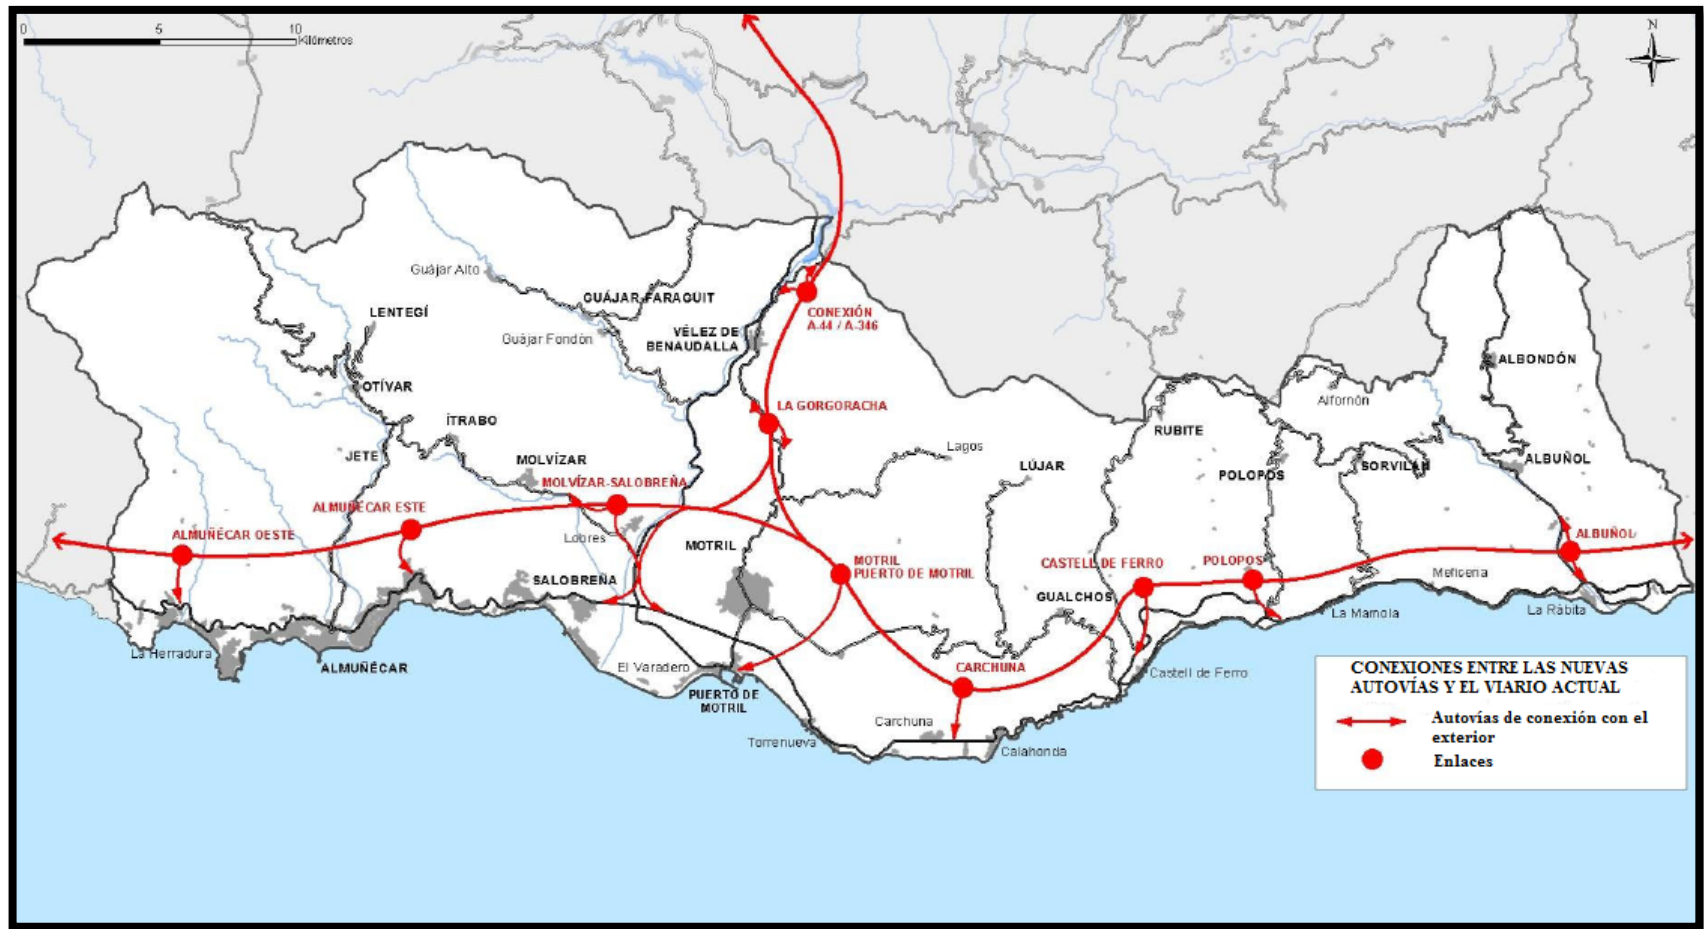 0 5 10
Kilómetros
N
Guájar Alto
GUÁJAR-FARAGUIT
LENTEGÍ
Guájar Fondón
VÉLEZ DE
BENAUDALLA
CONEXIÓN
A-44 / A-346
OTÍVAR
ALBONDÓN
Alfornón
LA GORGORACHA
ÍTRABO
RUBITE
Lagos
JETE
MOLVÍZAR
LÚJAR
POLOPOS
SORVILÁN
ALBUÑOL
MOLVÍZAR-SALOBREÑA
ALMUÑÉCAR ESTE
ALMUÑÉCAR OESTE
Lobres
MOTRIL
ALBUÑOL
MOTRIL
PUERTO DE MOTRIL
CASTELL DE FERRO
POLOPOS
SALOBREÑA
Meficena
GUALCHOS
La Mamola
La Rábita
La Herradura
ALMUÑÉCAR
El Varadero
CARCHUNA
Castell de Ferro
PUERTO DE
MOTRIL
Carchuna
Torrenueva
Calahonda
CONEXIONES ENTRE LAS NUEVAS
AUTOVÍAS Y EL VIARIO ACTUAL
Autovías de conexión con el
exterior
Enlaces